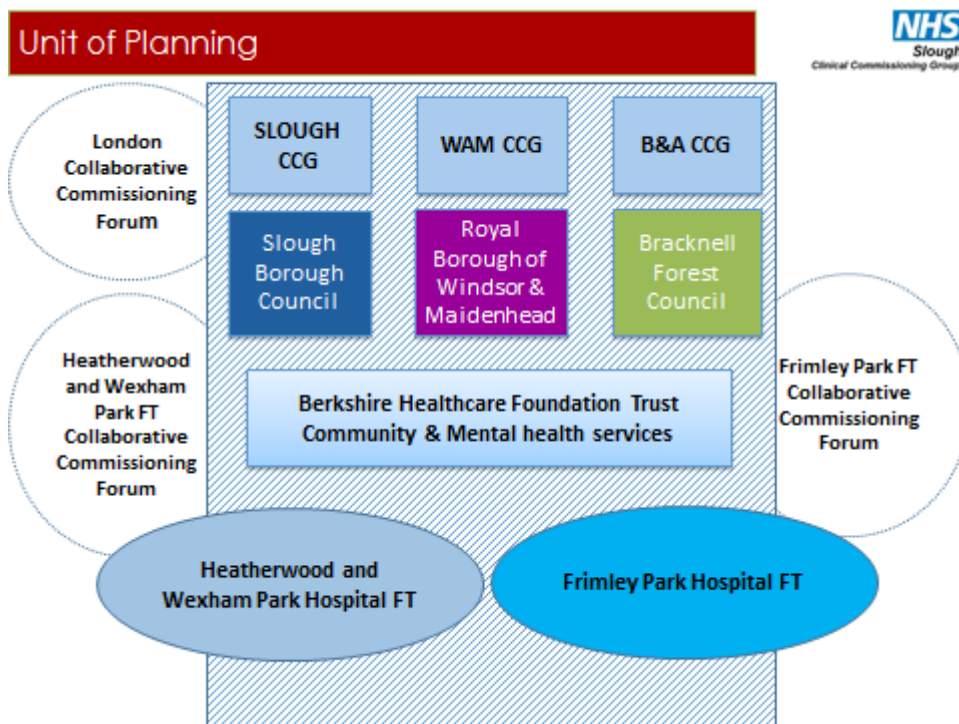 Unit of Planning
NHS
Slough
Clinical Commissioning Group
London
Collaborative
Commissioning
Forum
SLOUGH
CCG
WAM CCG
B&A CCG
Slough
Borough
Council
Royal
Borough of
Windsor &
Maidenhead
Bracknell
Forest
Council
Heatherwood
and Wexham
Park FT
Collaborative
Commissioning
Forum
Frimley Park FT
Collaborative
Commissioning
Forum
Berkshire Healthcare Foundation Trust
Community & Mental health services
Heatherwood and
Wexham Park Hospital FT
Frimley Park Hospital FT